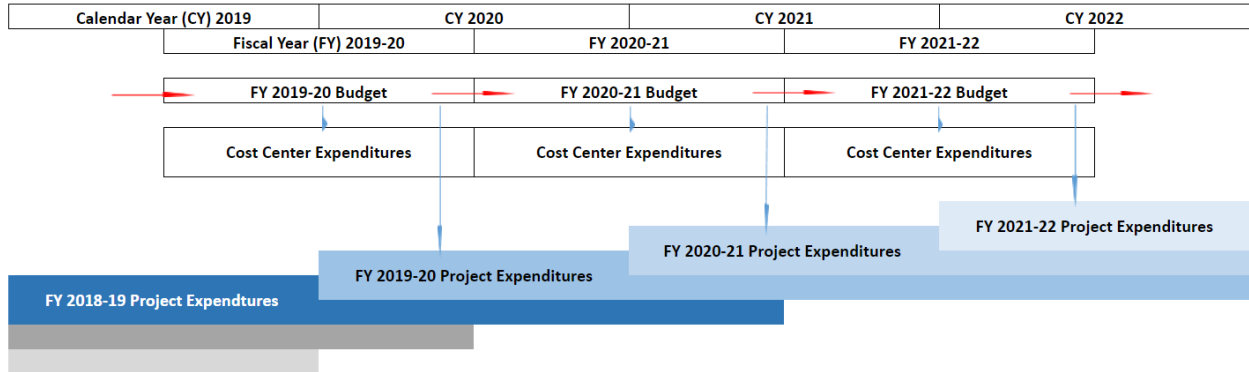 Calendar Year (CY) 2019 CY 2020 CY 2021 CY 2022
Fiscal Year (FY) 2019-20 FY 2020-21 FY 2021-22
FY 2019-20 Budget FY 2020-21 Budget FY 2021-22 Budget
Cost Center Expenditures Cost Center Expenditures Cost Center Expenditures
FY 2021-22 Project Expenditures
FY 2020-21 Project Expenditures
FY 2019-20 Project Expenditures
FY 2018-19 Project Expendtures